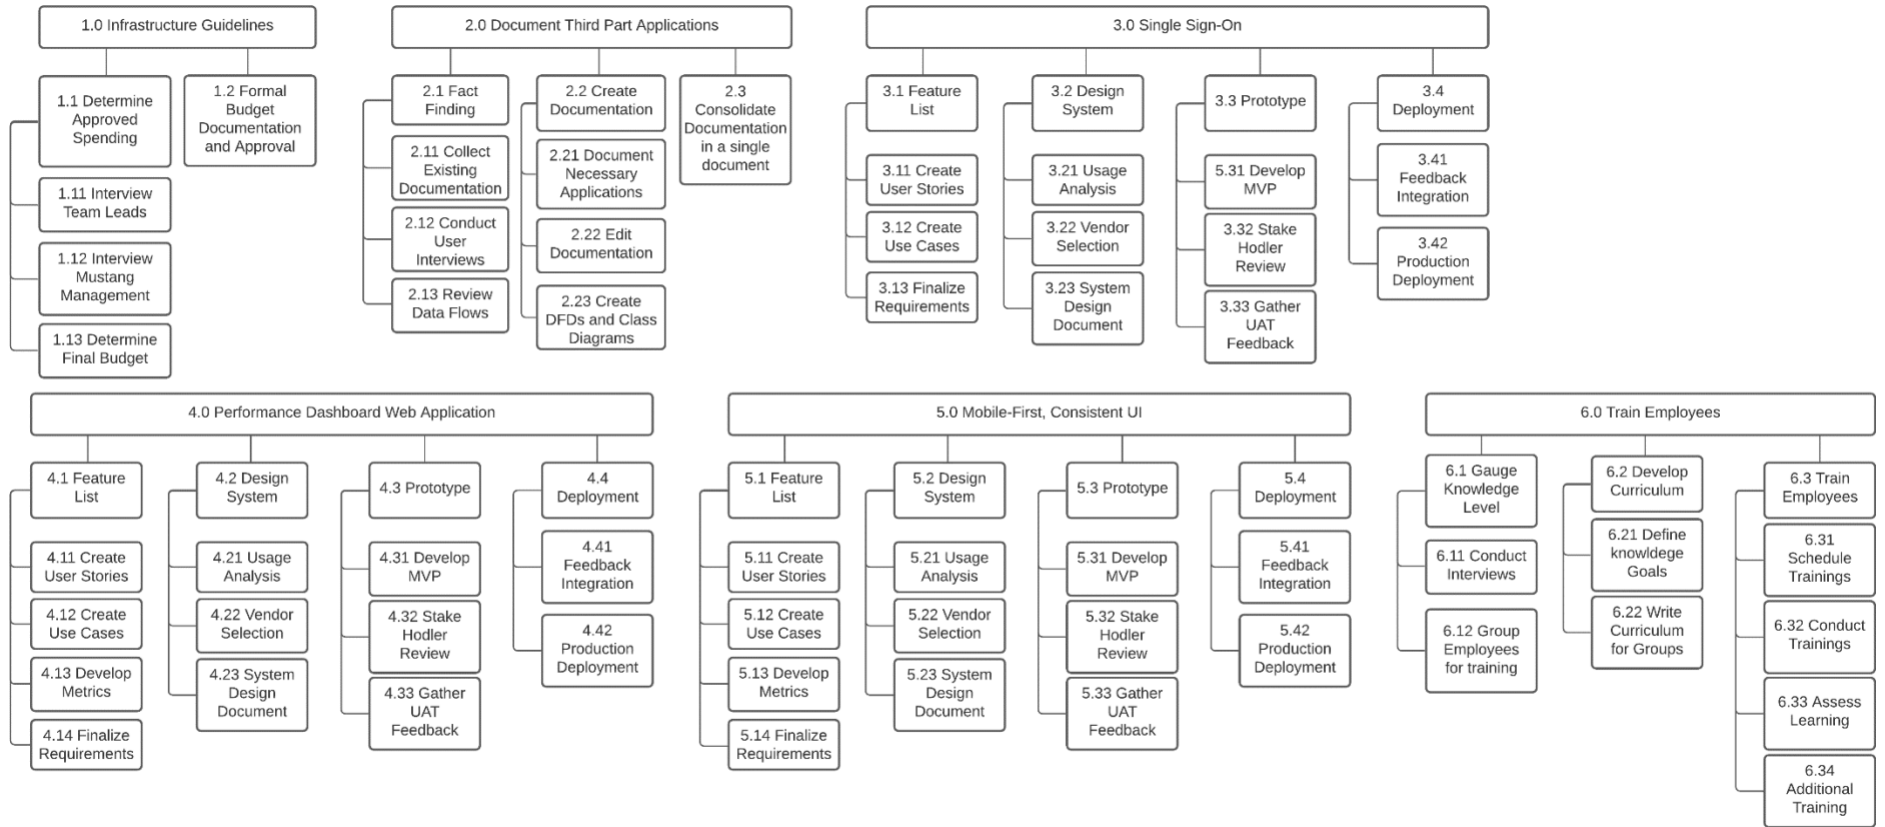 1.0 Infrastructure Guidelines
1.1 Determine
Approved
Spending
1.11 Interview
Team Leads
1.12 Interview
Mustang
Management
1.13 Determine
Final Budget
1.2 Formal
Budget
Documentation
and Approval
2.0 Document Third Part Applications
2.1 Fact
Finding
2.11 Collect
Existing
Documentation
2.12 Conduct
User
Interviews
2.13 Review
Data Flows
2.2 Create
Documentation
2.21 Document
Necessary
Applications
2.22 Edit
Documentation
2.23 Create
DFDs and Class
Diagrams
2.3
Consolidate
Documentation
in a single
document
3.0 Single Sign-On
3.1 Feature
List
3.11 Create
User Stories
3.12 Create
Use Cases
3.13 Finalize
Requirements
3.2 Design
System
3.21 Usage
Analysis
3.22 Vendor
Selection
3.23 System
Design
Document
3.3 Prototype
5.31 Develop
MVP
3.32 Stake
Hodler
Review
3.33 Gather
UAT
Feedback
3.4
Deployment
3.41
Feedback
Integration
3.42
Production
Deployment
4.0 Performance Dashboard Web Application
4.1 Feature
List
4.11 Create
User Stories
4.12 Create
Use Cases
4.13 Develop
Metrics
4.14 Finalize
Requirements
4.2 Design
System
4.21 Usage
Analysis
4.22 Vendor
Selection
4.23 System
Design
Document
4.3 Prototype
4.31 Develop
MVP
4.32 Stake
Hodler
Review
4.33 Gather
UAT
Feedback
4.4
Deployment
4.41
Feedback
Integration
4.42
Production
Deployment
5.0 Mobile-First, Consistent UI
5.1 Feature
List
5.11 Create
User Stories
5.12 Create
Use Cases
5.13 Develop
Metrics
5.14 Finalize
Requirements
5.2 Design
System
5.21 Usage
Analysis
5.22 Vendor
Selection
5.23 System
Design
Document
5.3 Prototype
5.31 Develop
MVP
5.32 Stake
Hodler
Review
5.33 Gather
UAT
Feedback
5.4
Deployment
5.41
Feedback
Integration
5.42
Production
Deployment
6.0 Train Employees
6.1 Gauge
Knowledge
Level
6.11 Conduct
Interviews
6.12 Group
Employees
for training
6.2 Develop
Curriculum
6.21 Define
knowldege
Goals
6.22 Write
Curriculum
for Groups
6.3 Train
Employees
6.31
Schedule
Trainings
6.32 Conduct
Trainings
6.33 Assess
Learning
6.34
Additional
Training